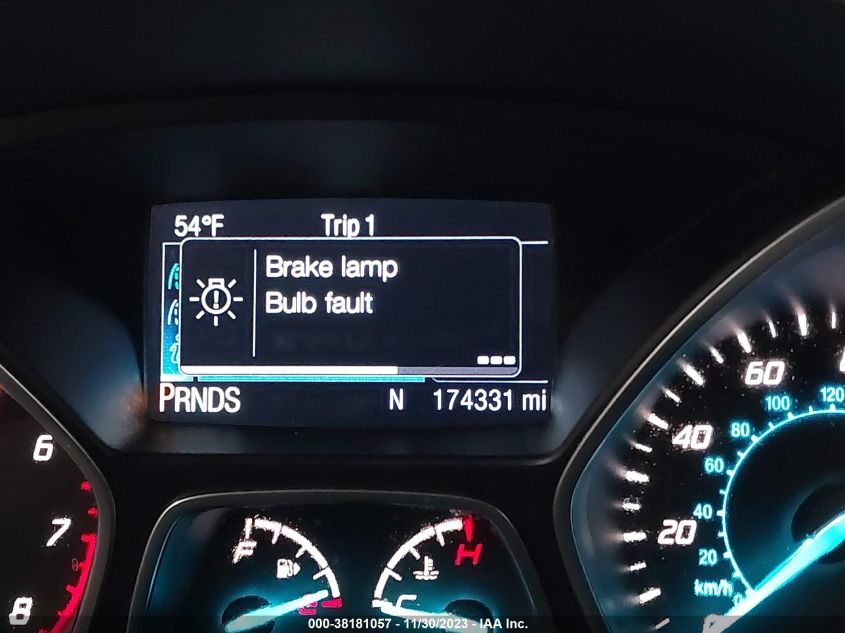 54°F Trip 1
Brake lamp
Bulb fault
PRNDS N 174331 mi
6
7
8
F
H
C
60
40
20
120
100
80
60
40
20
0
km/h
000-38181057 - 11/30/2023 - IAA Inc.